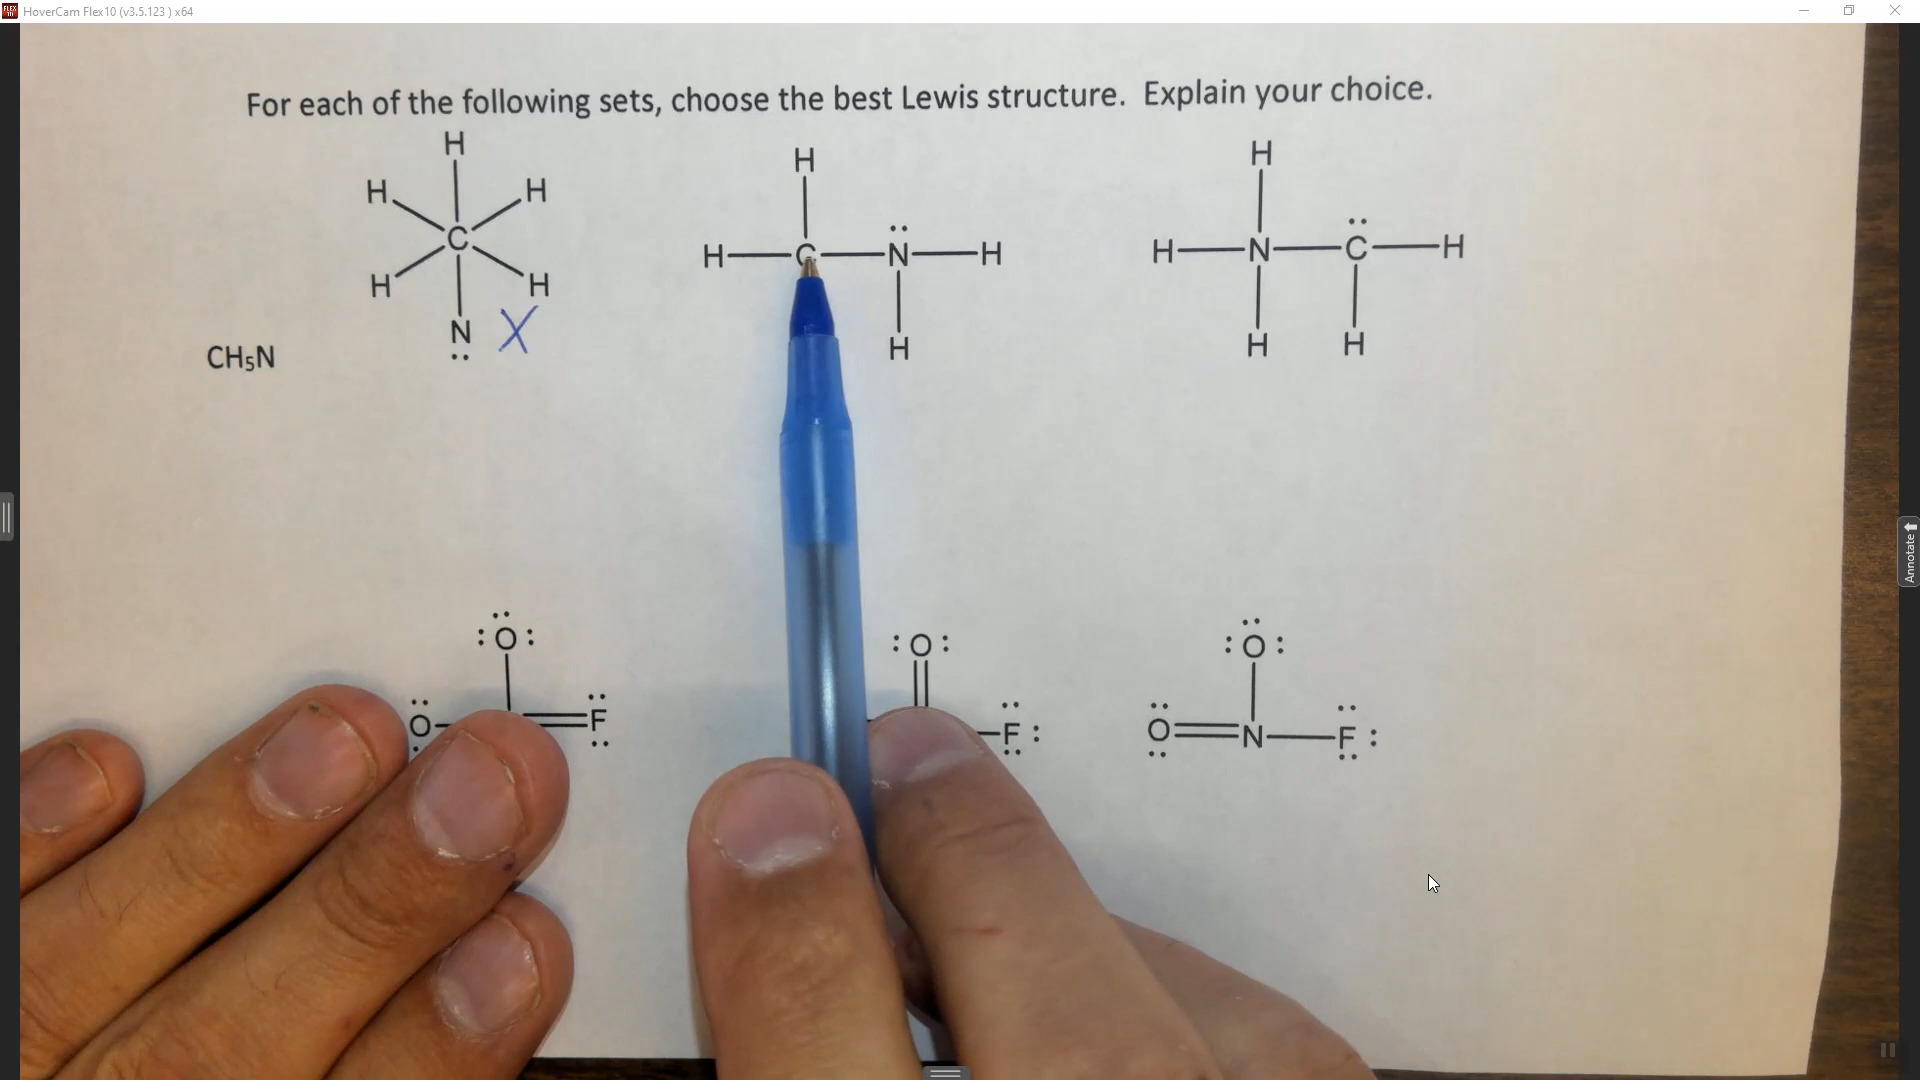 HoverCam Flex10 (v3.5.123 ) x64
For each of the following sets, choose the best Lewis structure. Explain your choice.
H H H
H H
C H C N H H N C H
H H
N X H H H
CH₅N
O O O
O F F O N F
Annotate